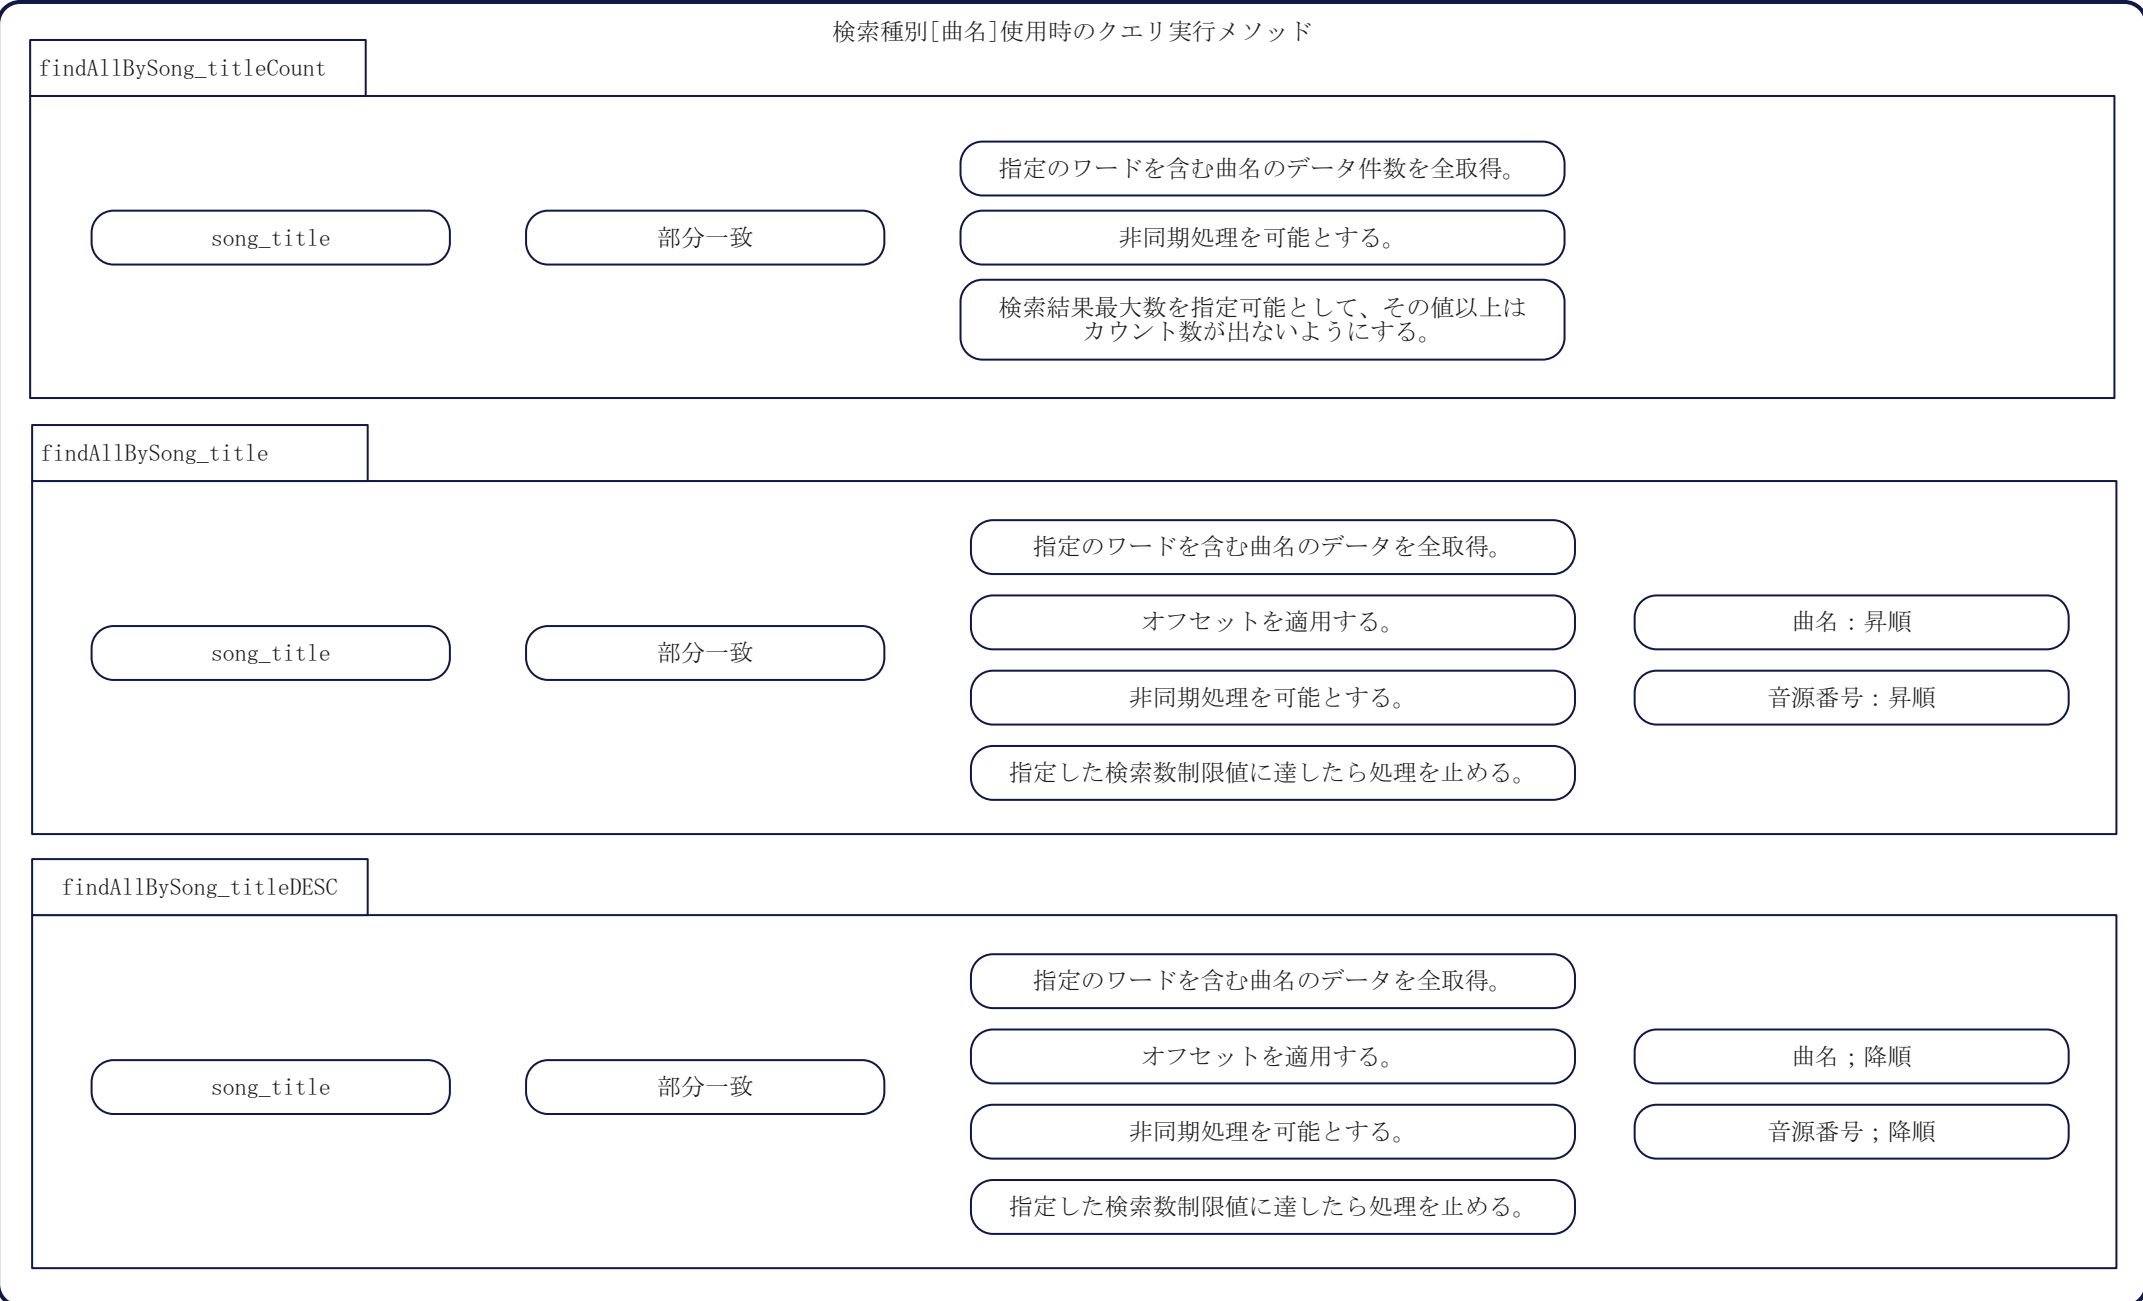 検索種別[曲名]使用時のクエリ実行メソッド
findAllBySong_titleCount
song_title
部分一致
指定のワードを含む曲名のデータ件数を全取得。
非同期処理を可能とする。
検索結果最大数を指定可能として、その値以上は
カウント数が出ないようにする。
findAllBySong_title
song_title
部分一致
指定のワードを含む曲名のデータを全取得。
オフセットを適用する。
非同期処理を可能とする。
指定した検索数制限値に達したら処理を止める。
曲名：昇順
音源番号：昇順
findAllBySong_titleDESC
song_title
部分一致
指定のワードを含む曲名のデータを全取得。
オフセットを適用する。
非同期処理を可能とする。
指定した検索数制限値に達したら処理を止める。
曲名；降順
音源番号；降順